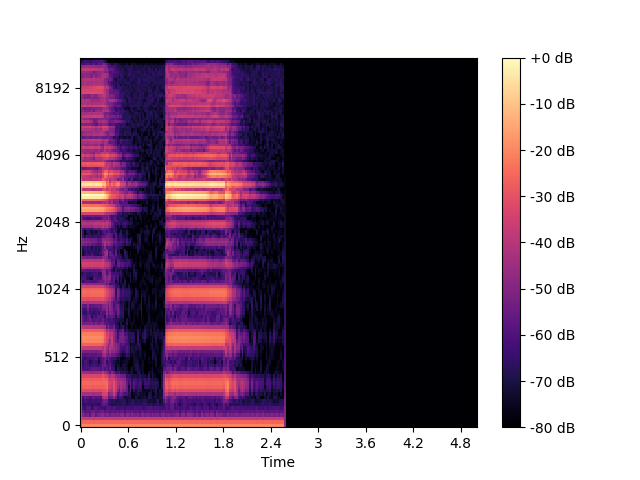 +0 dB
8192
-10 dB
4096
-20 dB
-30 dB
2048
Hz
-40 dB
1024
-50 dB
512
-60 dB
-70 dB
0
-80 dB
0 0.6 1.2 1.8 2.4 3 3.6 4.2 4.8
Time